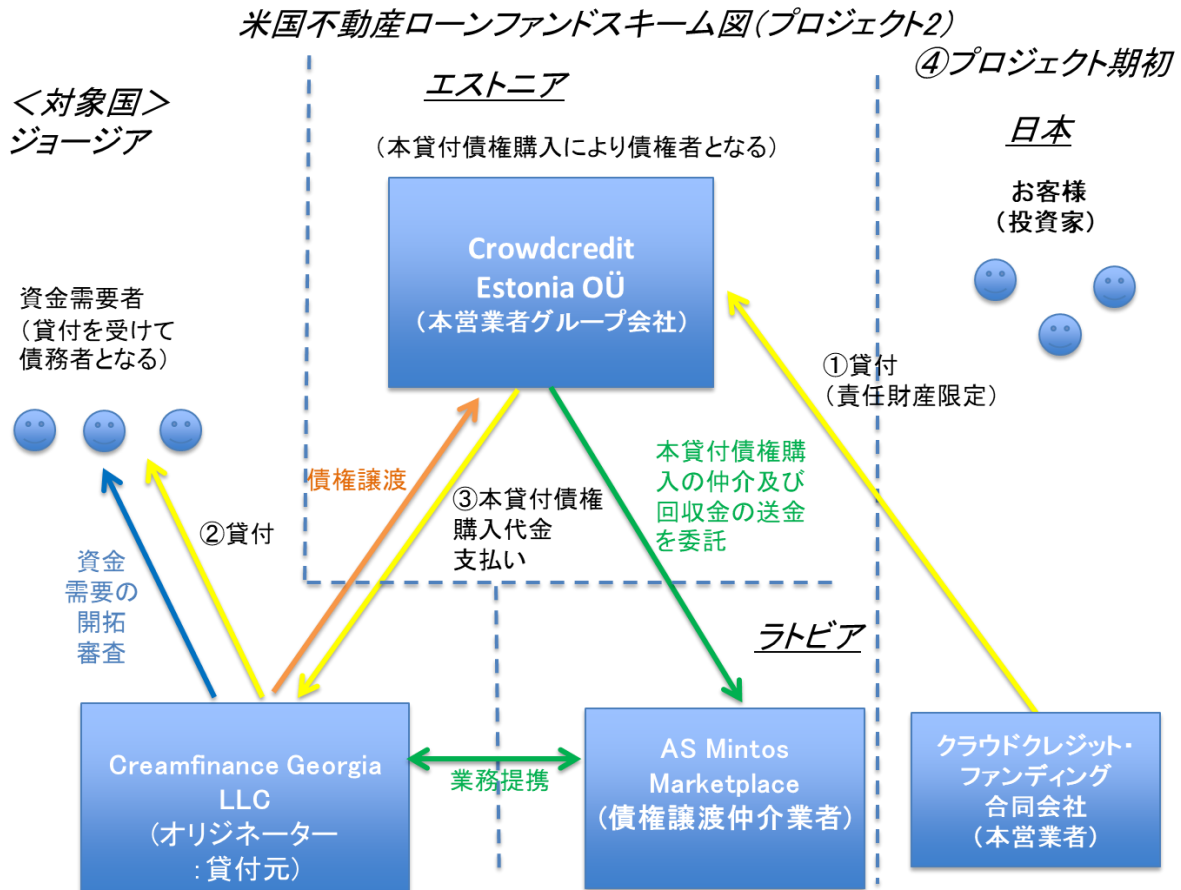 米国不動産ローンファンドスキーム図(プロジェクト2)
④プロジェクト期初
<対象国>
ジョージア
エストニア
日本
(本貸付債権購入により債権者となる)
お客様
(投資家)
Crowdcredit
Estonia OÜ
(本営業者グループ会社)
資金需要者
(貸付を受けて
債務者となる)
①貸付
(責任財産限定)
債権譲渡
③本貸付債権
購入代金
支払い
本貸付債権購
入の仲介及び
回収金の送金
を委託
②貸付
資金
需要の
開拓
審査
ラトビア
Creamfinance Georgia
LLC
(オリジネーター
:貸付元)
業務提携
AS Mintos
Marketplace
(債権譲渡仲介業者)
クラウドクレジット・
ファンディング
合同会社
(本営業者)